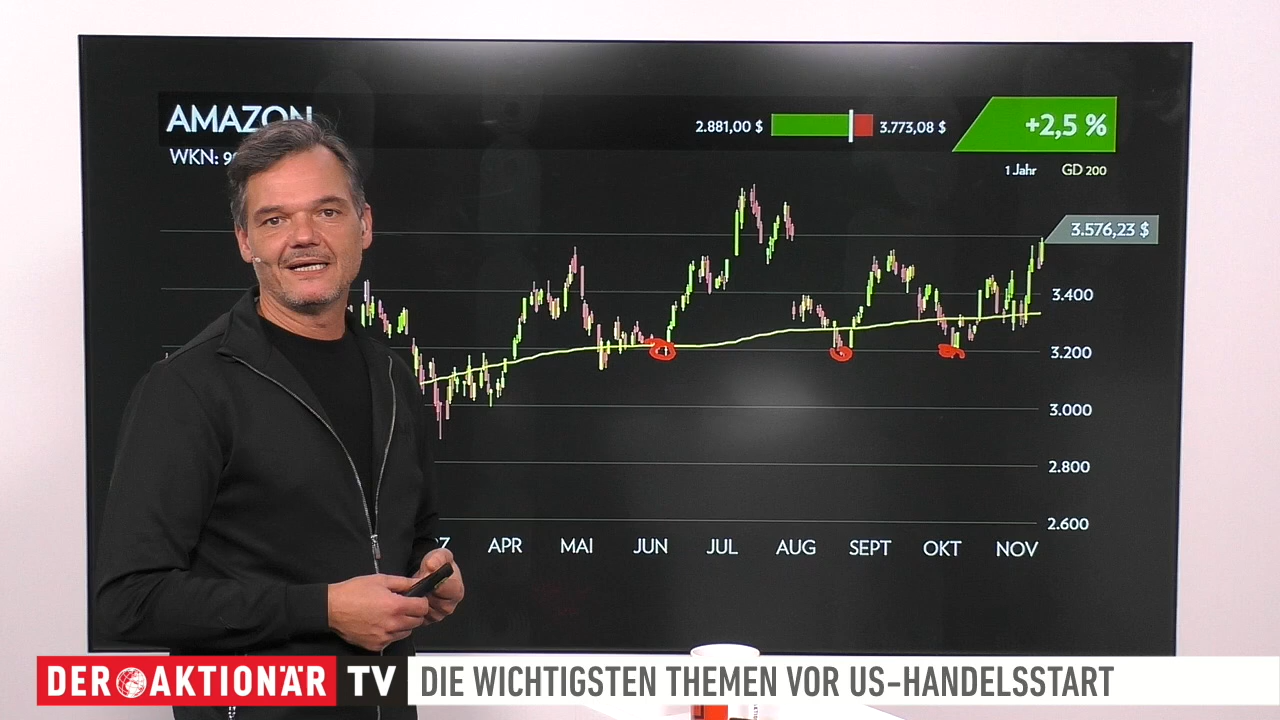 AMAZON
WKN:
2.881,00 $
3.773,08 $
+2,5 %
1 Jahr
GD 200
3.576,23 $
3.400
3.200
3.000
2.800
2.600
APR
MAI
JUN
JUL
AUG
SEPT
OKT
NOV
DER AKTIONÄR TV
DIE WICHTIGSTEN THEMEN VOR US-HANDELSSTART